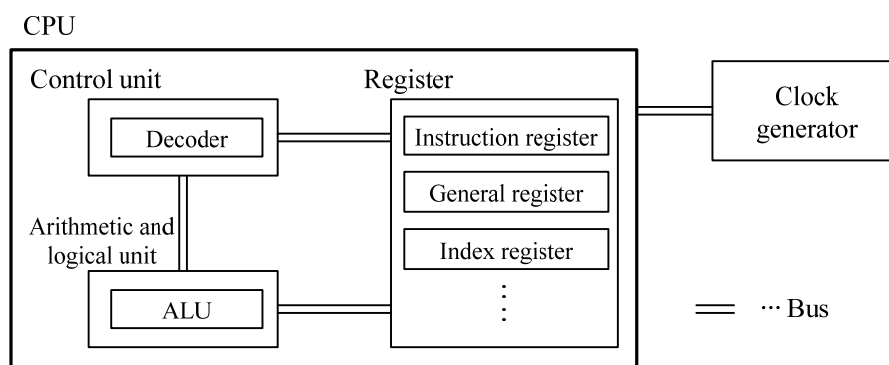 CPU
Control unit
Register
Clock
generator
Decoder
Instruction register
General register
Arithmetic and
logical unit
Index register
ALU
⋮
··· Bus